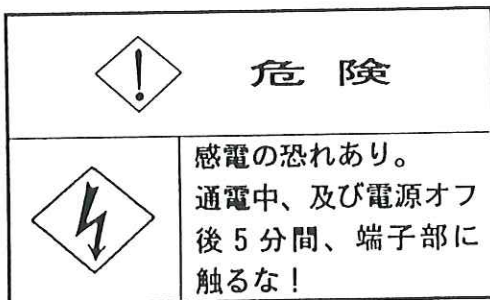 危険
感電の恐れあり。
通電中、及び電源オフ
後5分間、端子部に
触るな!